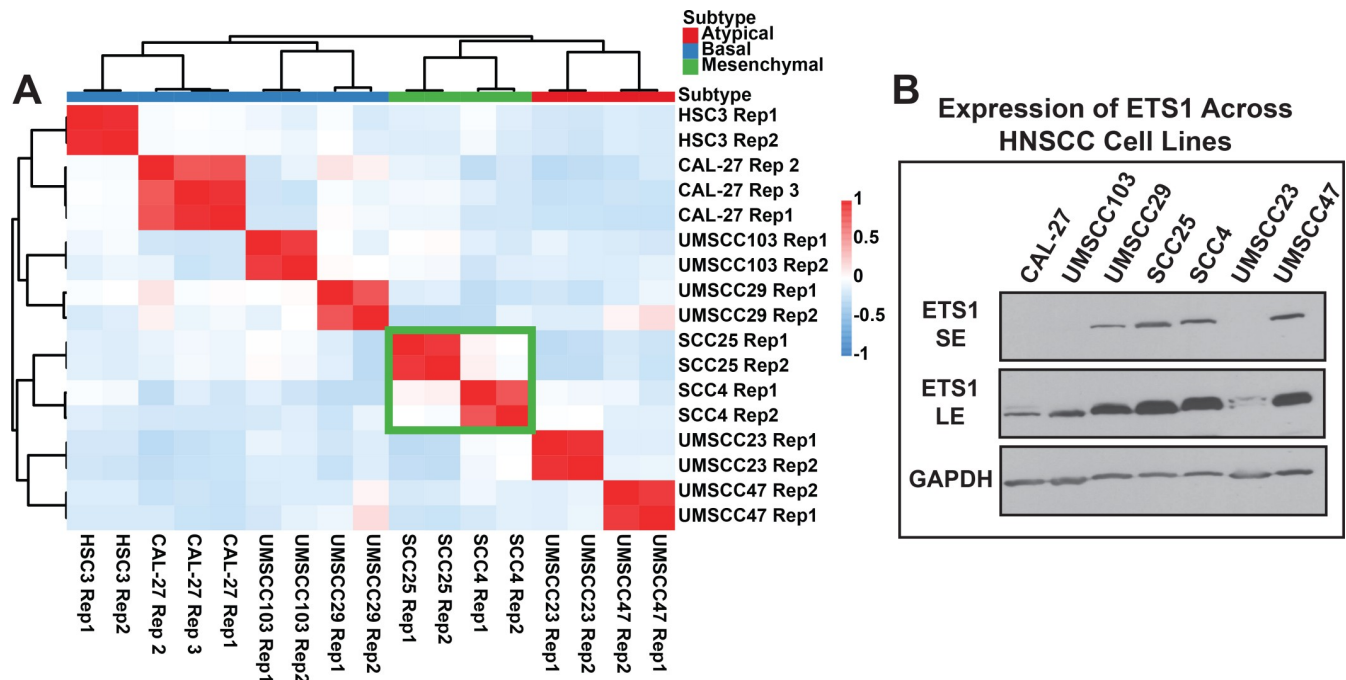 A
Subtype
Atypical
Basal
Mesenchymal
Subtype
HSC3 Rep1
HSC3 Rep2
CAL-27 Rep 2
CAL-27 Rep 3
CAL-27 Rep1
UMSCC103 Rep1
UMSCC103 Rep2
UMSCC29 Rep1
UMSCC29 Rep2
SCC25 Rep1
SCC25 Rep2
SCC4 Rep1
SCC4 Rep2
UMSCC23 Rep1
UMSCC23 Rep2
UMSCC47 Rep2
UMSCC47 Rep1
1
0.5
0
-0.5
-1
HSC3 Rep1
HSC3 Rep2
CAL-27 Rep 2
CAL-27 Rep 3
CAL-27 Rep1
UMSCC103 Rep1
UMSCC103 Rep2
UMSCC29 Rep1
UMSCC29 Rep2
SCC25 Rep1
SCC25 Rep2
SCC4 Rep1
SCC4 Rep2
UMSCC23 Rep1
UMSCC23 Rep2
UMSCC47 Rep2
UMSCC47 Rep1
B
Expression of ETS1 Across
HNSCC Cell Lines
CAL-27
UMSCC103
UMSCC29
SCC25
SCC4
UMSCC23
UMSCC47
ETS1
SE
ETS1
LE
GAPDH